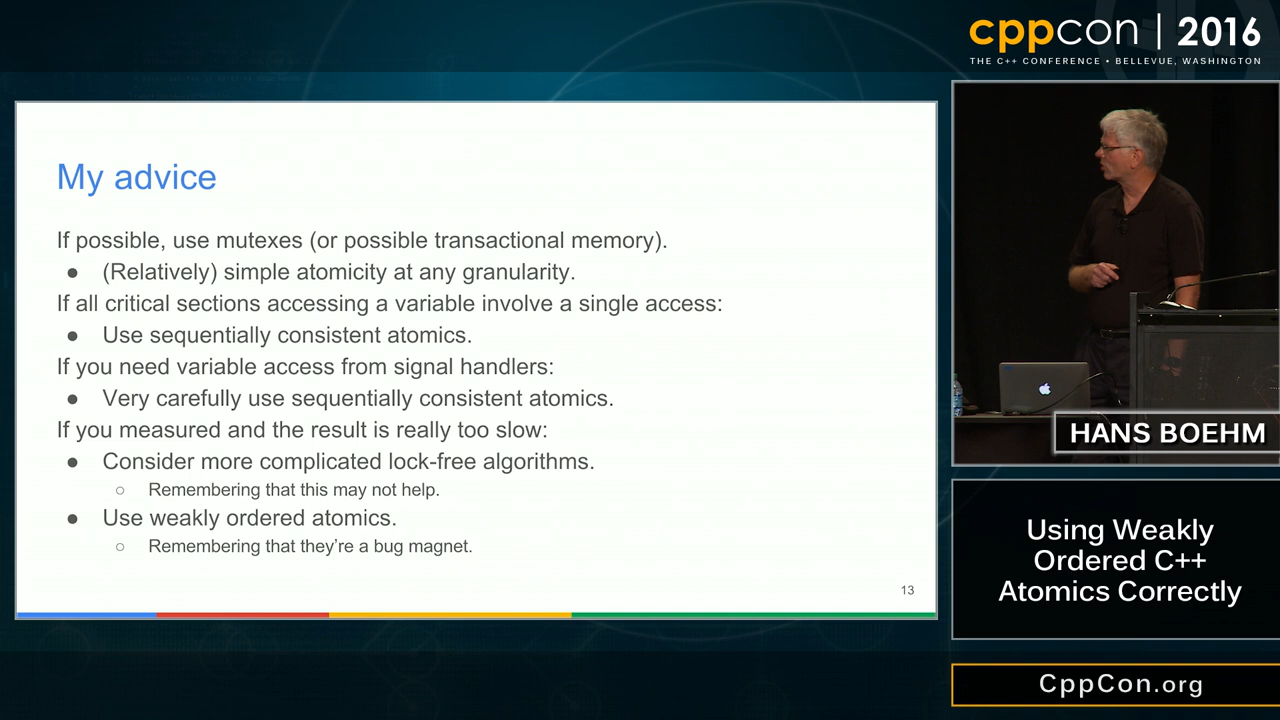 cppcon | 2016
THE C++ CONFERENCE • BELLEVUE, WASHINGTON
My advice
If possible, use mutexes (or possible transactional memory).
● (Relatively) simple atomicity at any granularity.
If all critical sections accessing a variable involve a single access:
● Use sequentially consistent atomics.
If you need variable access from signal handlers:
● Very carefully use sequentially consistent atomics.
If you measured and the result is really too slow:
● Consider more complicated lock-free algorithms.
○ Remembering that this may not help.
● Use weakly ordered atomics.
○ Remembering that they’re a bug magnet.
13
HANS BOEHM
Using Weakly
Ordered C++
Atomics Correctly
CppCon.org